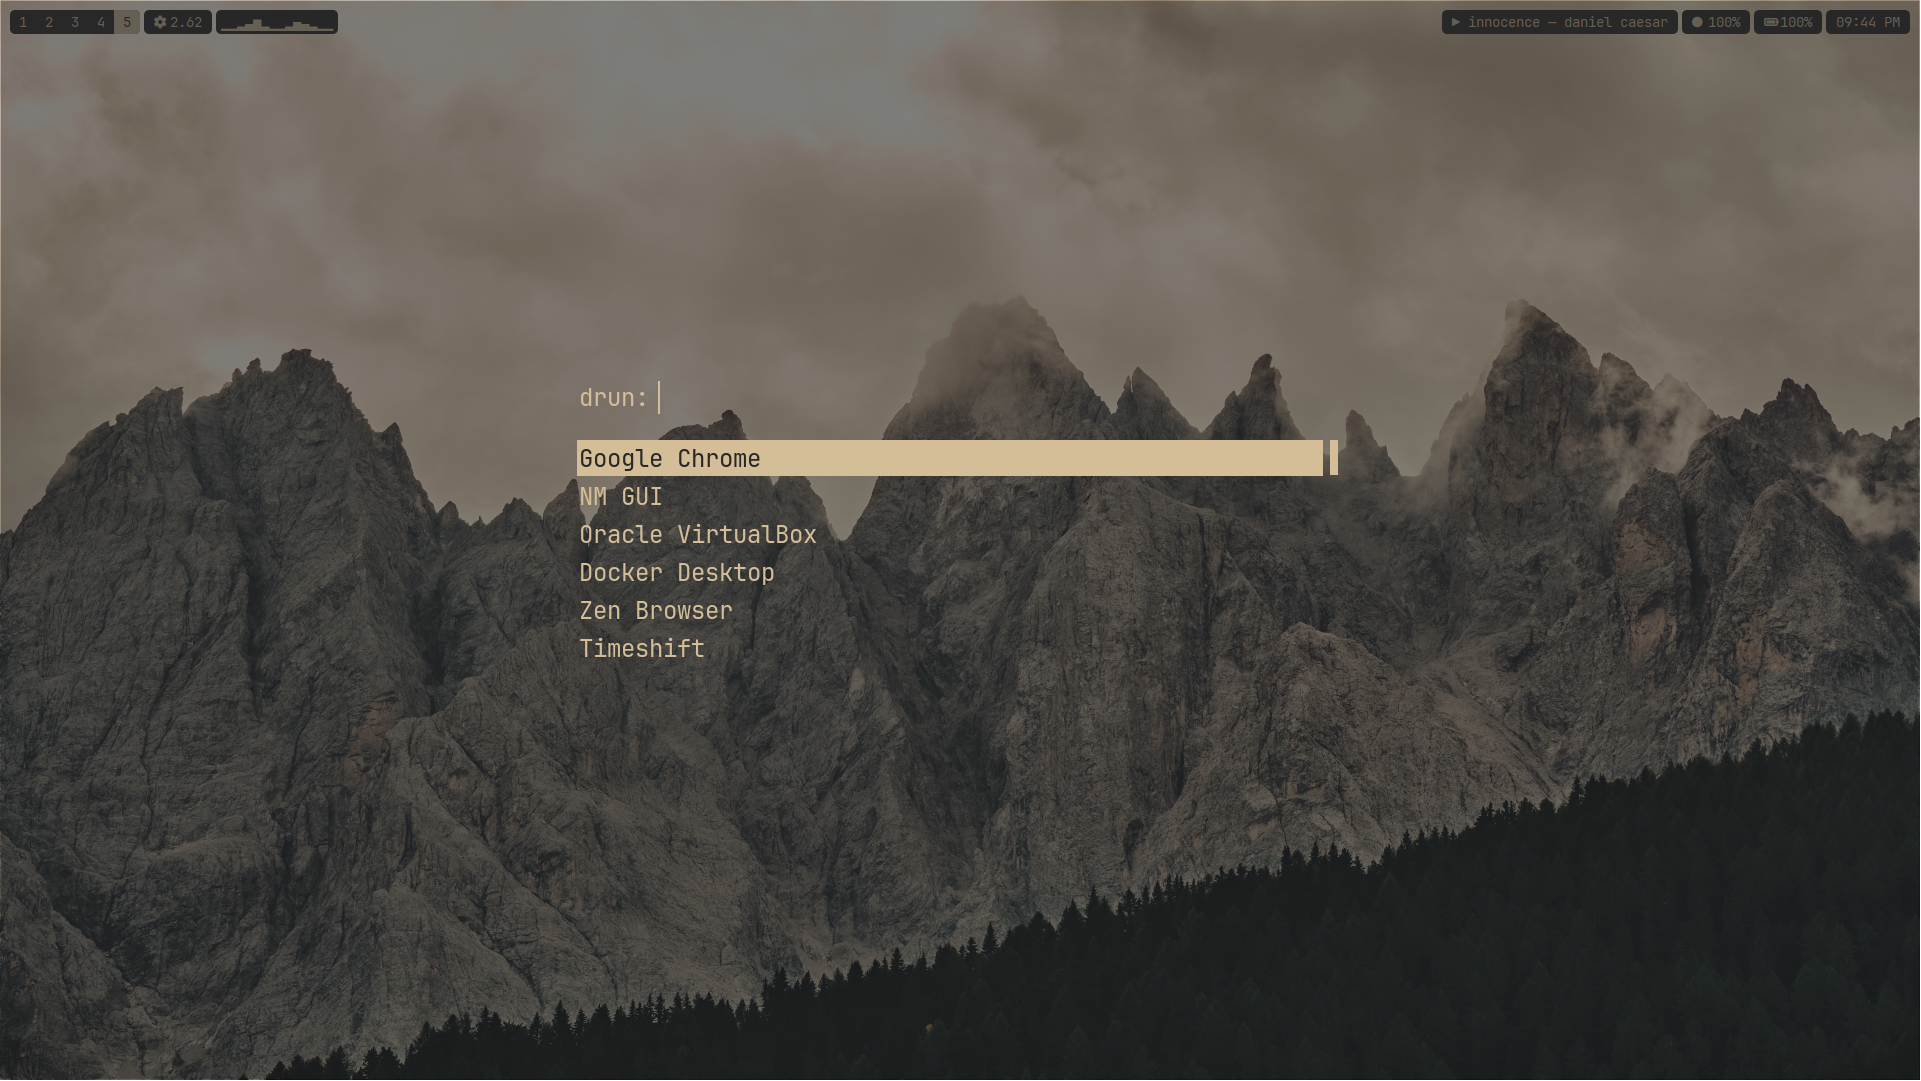 1 2 3 4 5 2.62 innocence — daniel caesar 100% 100% 09:44 PM
drun:
Google Chrome
NM GUI
Oracle VirtualBox
Docker Desktop
Zen Browser
Timeshift